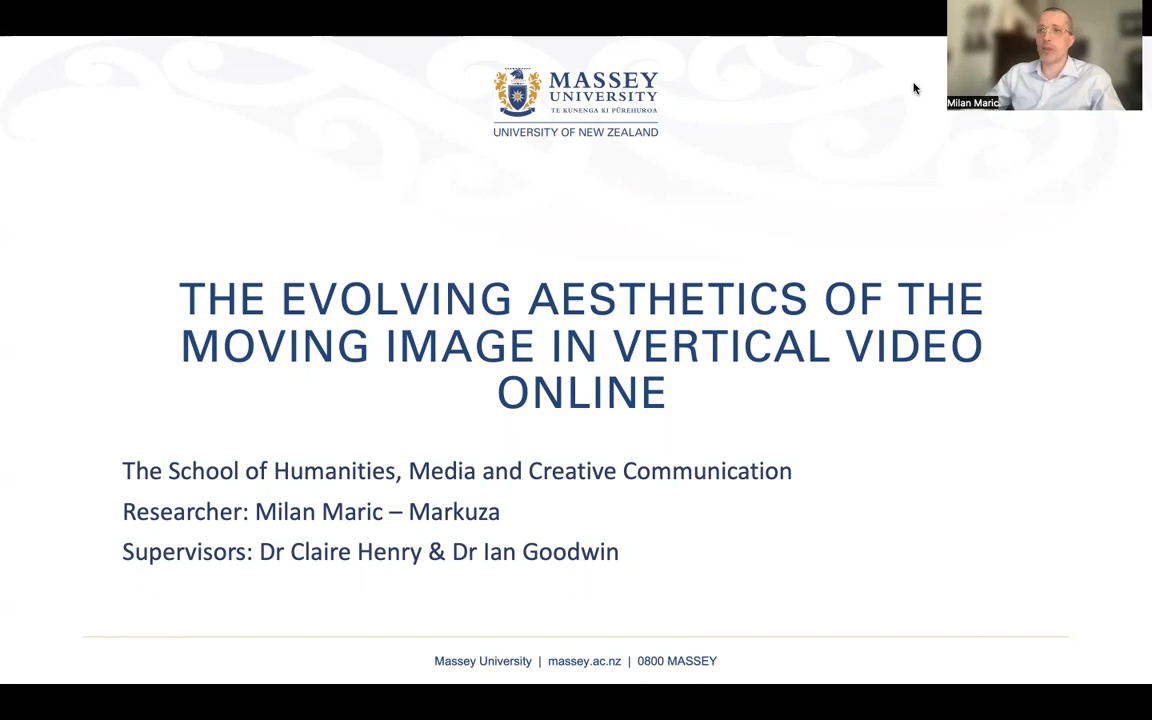 MASSEY
UNIVERSITY
TE KUNENGA KI PŪREHUROA
UNIVERSITY OF NEW ZEALAND
Milan Maric
THE EVOLVING AESTHETICS OF THE
MOVING IMAGE IN VERTICAL VIDEO
ONLINE
The School of Humanities, Media and Creative Communication
Researcher: Milan Maric – Markuza
Supervisors: Dr Claire Henry & Dr Ian Goodwin
Massey University | massey.ac.nz | 0800 MASSEY